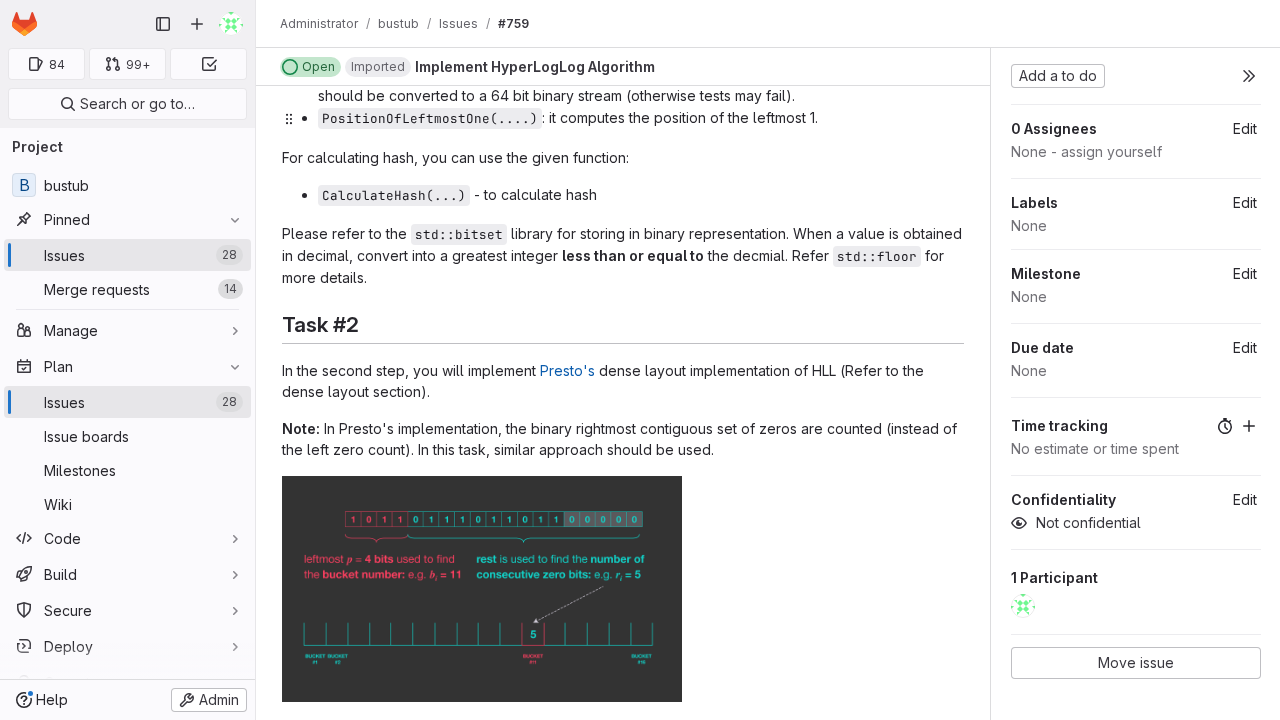 Administrator / bustub / Issues / #759
84
99+
Search or go to…
Project
B bustub
Pinned
Issues 28
Merge requests 14
Manage
Plan
Issues 28
Issue boards
Milestones
Wiki
Code
Build
Secure
Deploy
Help
Admin
Open Imported Implement HyperLogLog Algorithm
should be converted to a 64 bit binary stream (otherwise tests may fail).
• PositionOfLeftmostOne(....): it computes the position of the leftmost 1.
For calculating hash, you can use the given function:
• CalculateHash(...) - to calculate hash
Please refer to the std::bitset library for storing in binary representation. When a value is obtained
in decimal, convert into a greatest integer less than or equal to the decmial. Refer std::floor for
more details.
Task #2
In the second step, you will implement Presto's dense layout implementation of HLL (Refer to the
dense layout section).
Note: In Presto's implementation, the binary rightmost contiguous set of zeros are counted (instead of
the left zero count). In this task, similar approach should be used.
1 0 1 1 0 1 1 1 0 1 1 0 1 1 0 0 0 0 0
leftmost p = 4 bits used to find
the bucket number: e.g. bi = 11
rest is used to find the number of
consecutive zero bits: e.g. ri = 5
5
BUCKET #1
BUCKET #2
BUCKET #11
BUCKET #16
Add a to do
0 Assignees Edit
None - assign yourself
Labels Edit
None
Milestone Edit
None
Due date Edit
None
Time tracking
No estimate or time spent
Confidentiality Edit
Not confidential
1 Participant
Move issue